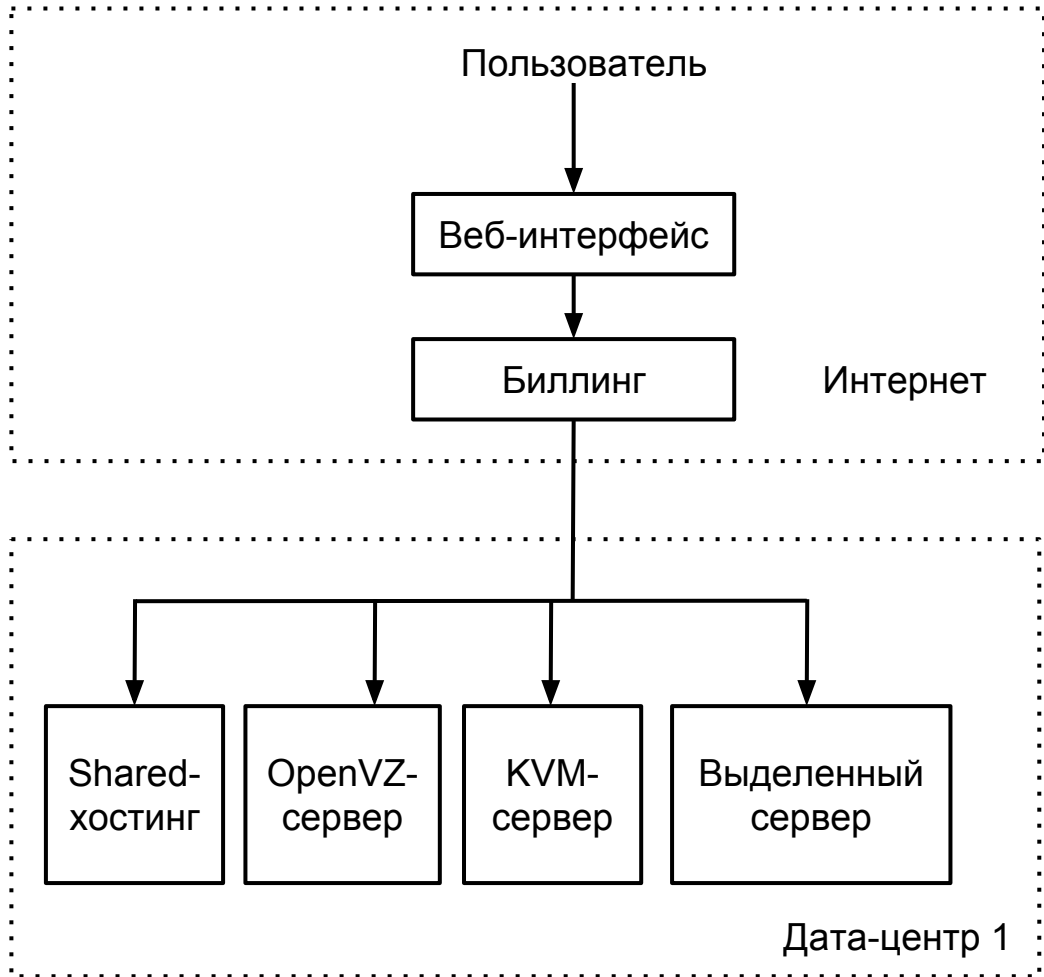 Пользователь
Веб-интерфейс
Биллинг
Интернет
Shared-
хостинг
OpenVZ-
сервер
KVM-
сервер
Выделенный
сервер
Дата-центр 1